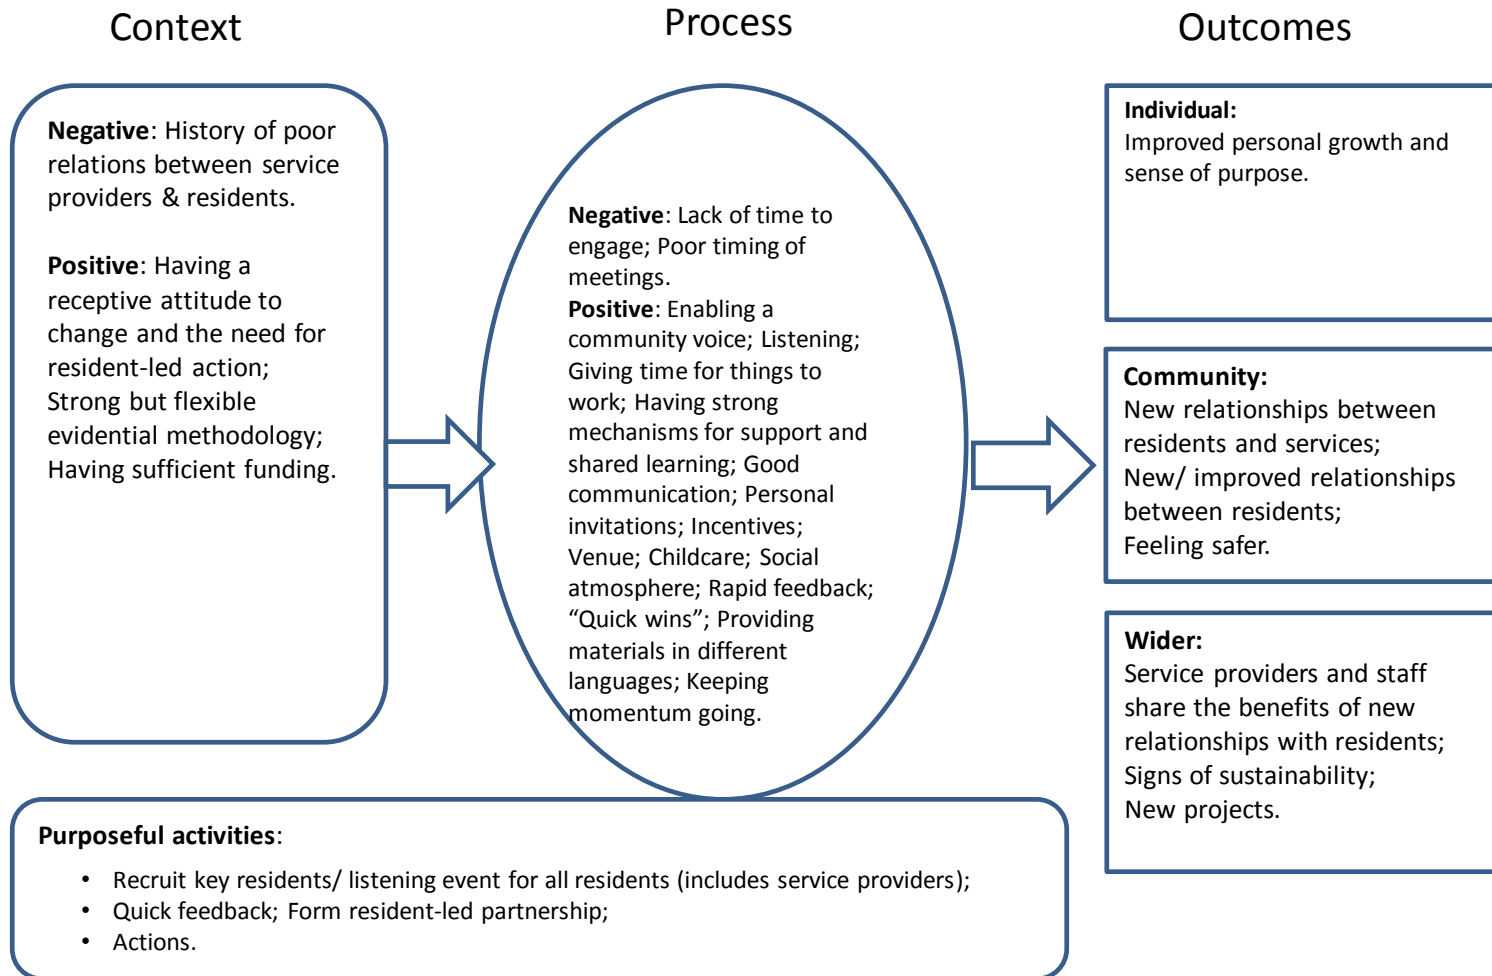 Context
Process
Outcomes
Negative: History of poor
relations between service
providers & residents.
Positive: Having a
receptive attitude to
change and the need for
resident-led action;
Strong but flexible
evidential methodology;
Having sufficient funding.
Negative: Lack of time to
engage; Poor timing of
meetings.
Positive: Enabling a
community voice; Listening;
Giving time for things to
work; Having strong
mechanisms for support and
shared learning; Good
communication; Personal
invitations; Incentives;
Venue; Childcare; Social
atmosphere; Rapid feedback;
“Quick wins”; Providing
materials in different
languages; Keeping
momentum going.
Individual:
Improved personal growth and
sense of purpose.
Community:
New relationships between
residents and services;
New/ improved relationships
between residents;
Feeling safer.
Wider:
Service providers and staff
share the benefits of new
relationships with residents;
Signs of sustainability;
New projects.
Purposeful activities:
• Recruit key residents/ listening event for all residents (includes service providers);
• Quick feedback; Form resident-led partnership;
• Actions.